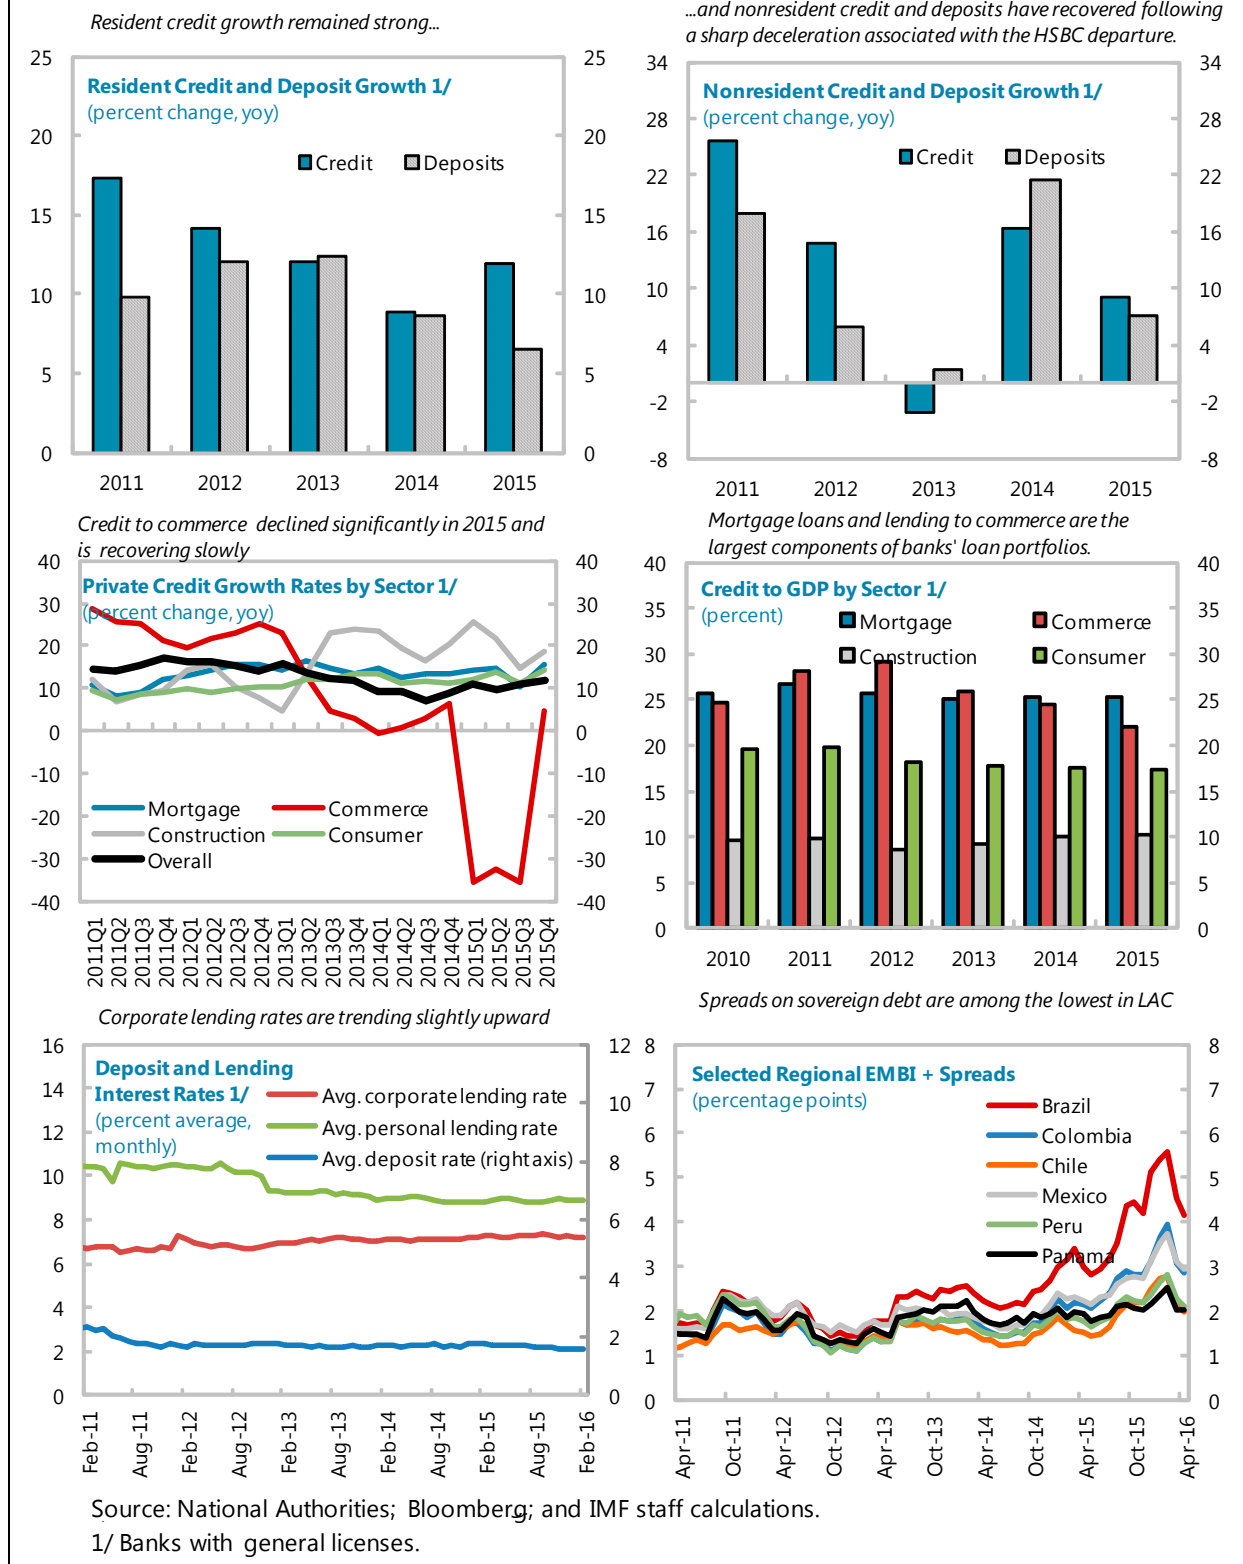 Resident credit growth remained strong...
25
20
15
10
5
0
25
20
15
10
5
0
Resident Credit and Deposit Growth 1/
(percent change, yoy)
Credit Deposits
2011 2012 2013 2014 2015
...and nonresident credit and deposits have recovered following
a sharp deceleration associated with the HSBC departure.
34
28
22
16
10
4
-2
-8
34
28
22
16
10
4
-2
-8
Nonresident Credit and Deposit Growth 1/
(percent change, yoy)
Credit Deposits
2011 2012 2013 2014 2015
Credit to commerce declined significantly in 2015 and
is recovering slowly
40
30
20
10
0
-10
-20
-30
-40
40
30
20
10
0
-10
-20
-30
-40
Private Credit Growth Rates by Sector 1/
(percent change, yoy)
Mortgage Commerce
Construction Consumer
Overall
2011Q1 2011Q2 2011Q3 2011Q4 2012Q1 2012Q2 2012Q3 2012Q4 2013Q1 2013Q2 2013Q3 2013Q4 2014Q1 2014Q2 2014Q3 2014Q4 2015Q1 2015Q2 2015Q3 2015Q4
Mortgage loans and lending to commerce are the
largest components of banks' loan portfolios.
40
35
30
25
20
15
10
5
0
40
35
30
25
20
15
10
5
0
Credit to GDP by Sector 1/
(percent)
Mortgage Commerce
Construction Consumer
2010 2011 2012 2013 2014 2015
Corporate lending rates are trending slightly upward
16
14
12
10
8
6
4
2
0
12
10
8
6
4
2
0
Deposit and Lending
Interest Rates 1/
(percent average,
monthly)
Avg. corporate lending rate
Avg. personal lending rate
Avg. deposit rate (right axis)
Feb-11 Aug-11 Feb-12 Aug-12 Feb-13 Aug-13 Feb-14 Aug-14 Feb-15 Aug-15 Feb-16
Spreads on sovereign debt are among the lowest in LAC
8
7
6
5
4
3
2
1
0
8
7
6
5
4
3
2
1
0
Selected Regional EMBI + Spreads
(percentage points)
Brazil
Colombia
Chile
Mexico
Peru
Panama
Apr-11 Oct-11 Apr-12 Oct-12 Apr-13 Oct-13 Apr-14 Oct-14 Apr-15 Oct-15 Apr-16
Source: National Authorities; Bloomberg; and IMF staff calculations.
1/ Banks with general licenses.